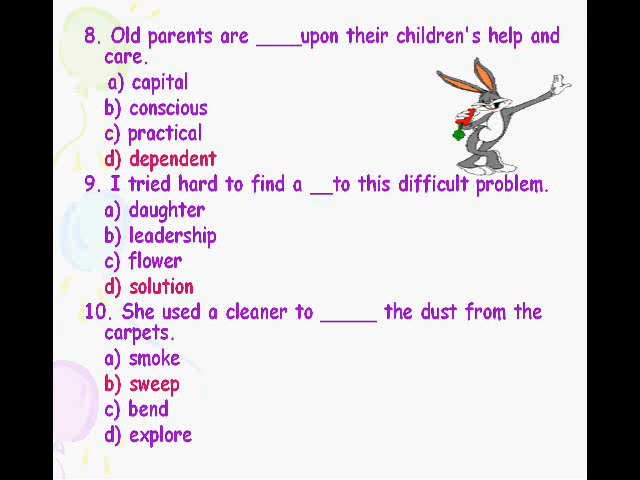 8. Old parents are ____upon their children's help and
care.
a) capital
b) conscious
c) practical
d) dependent
9. I tried hard to find a __to this difficult problem.
a) daughter
b) leadership
c) flower
d) solution
10. She used a cleaner to _____ the dust from the
carpets.
a) smoke
b) sweep
c) bend
d) explore